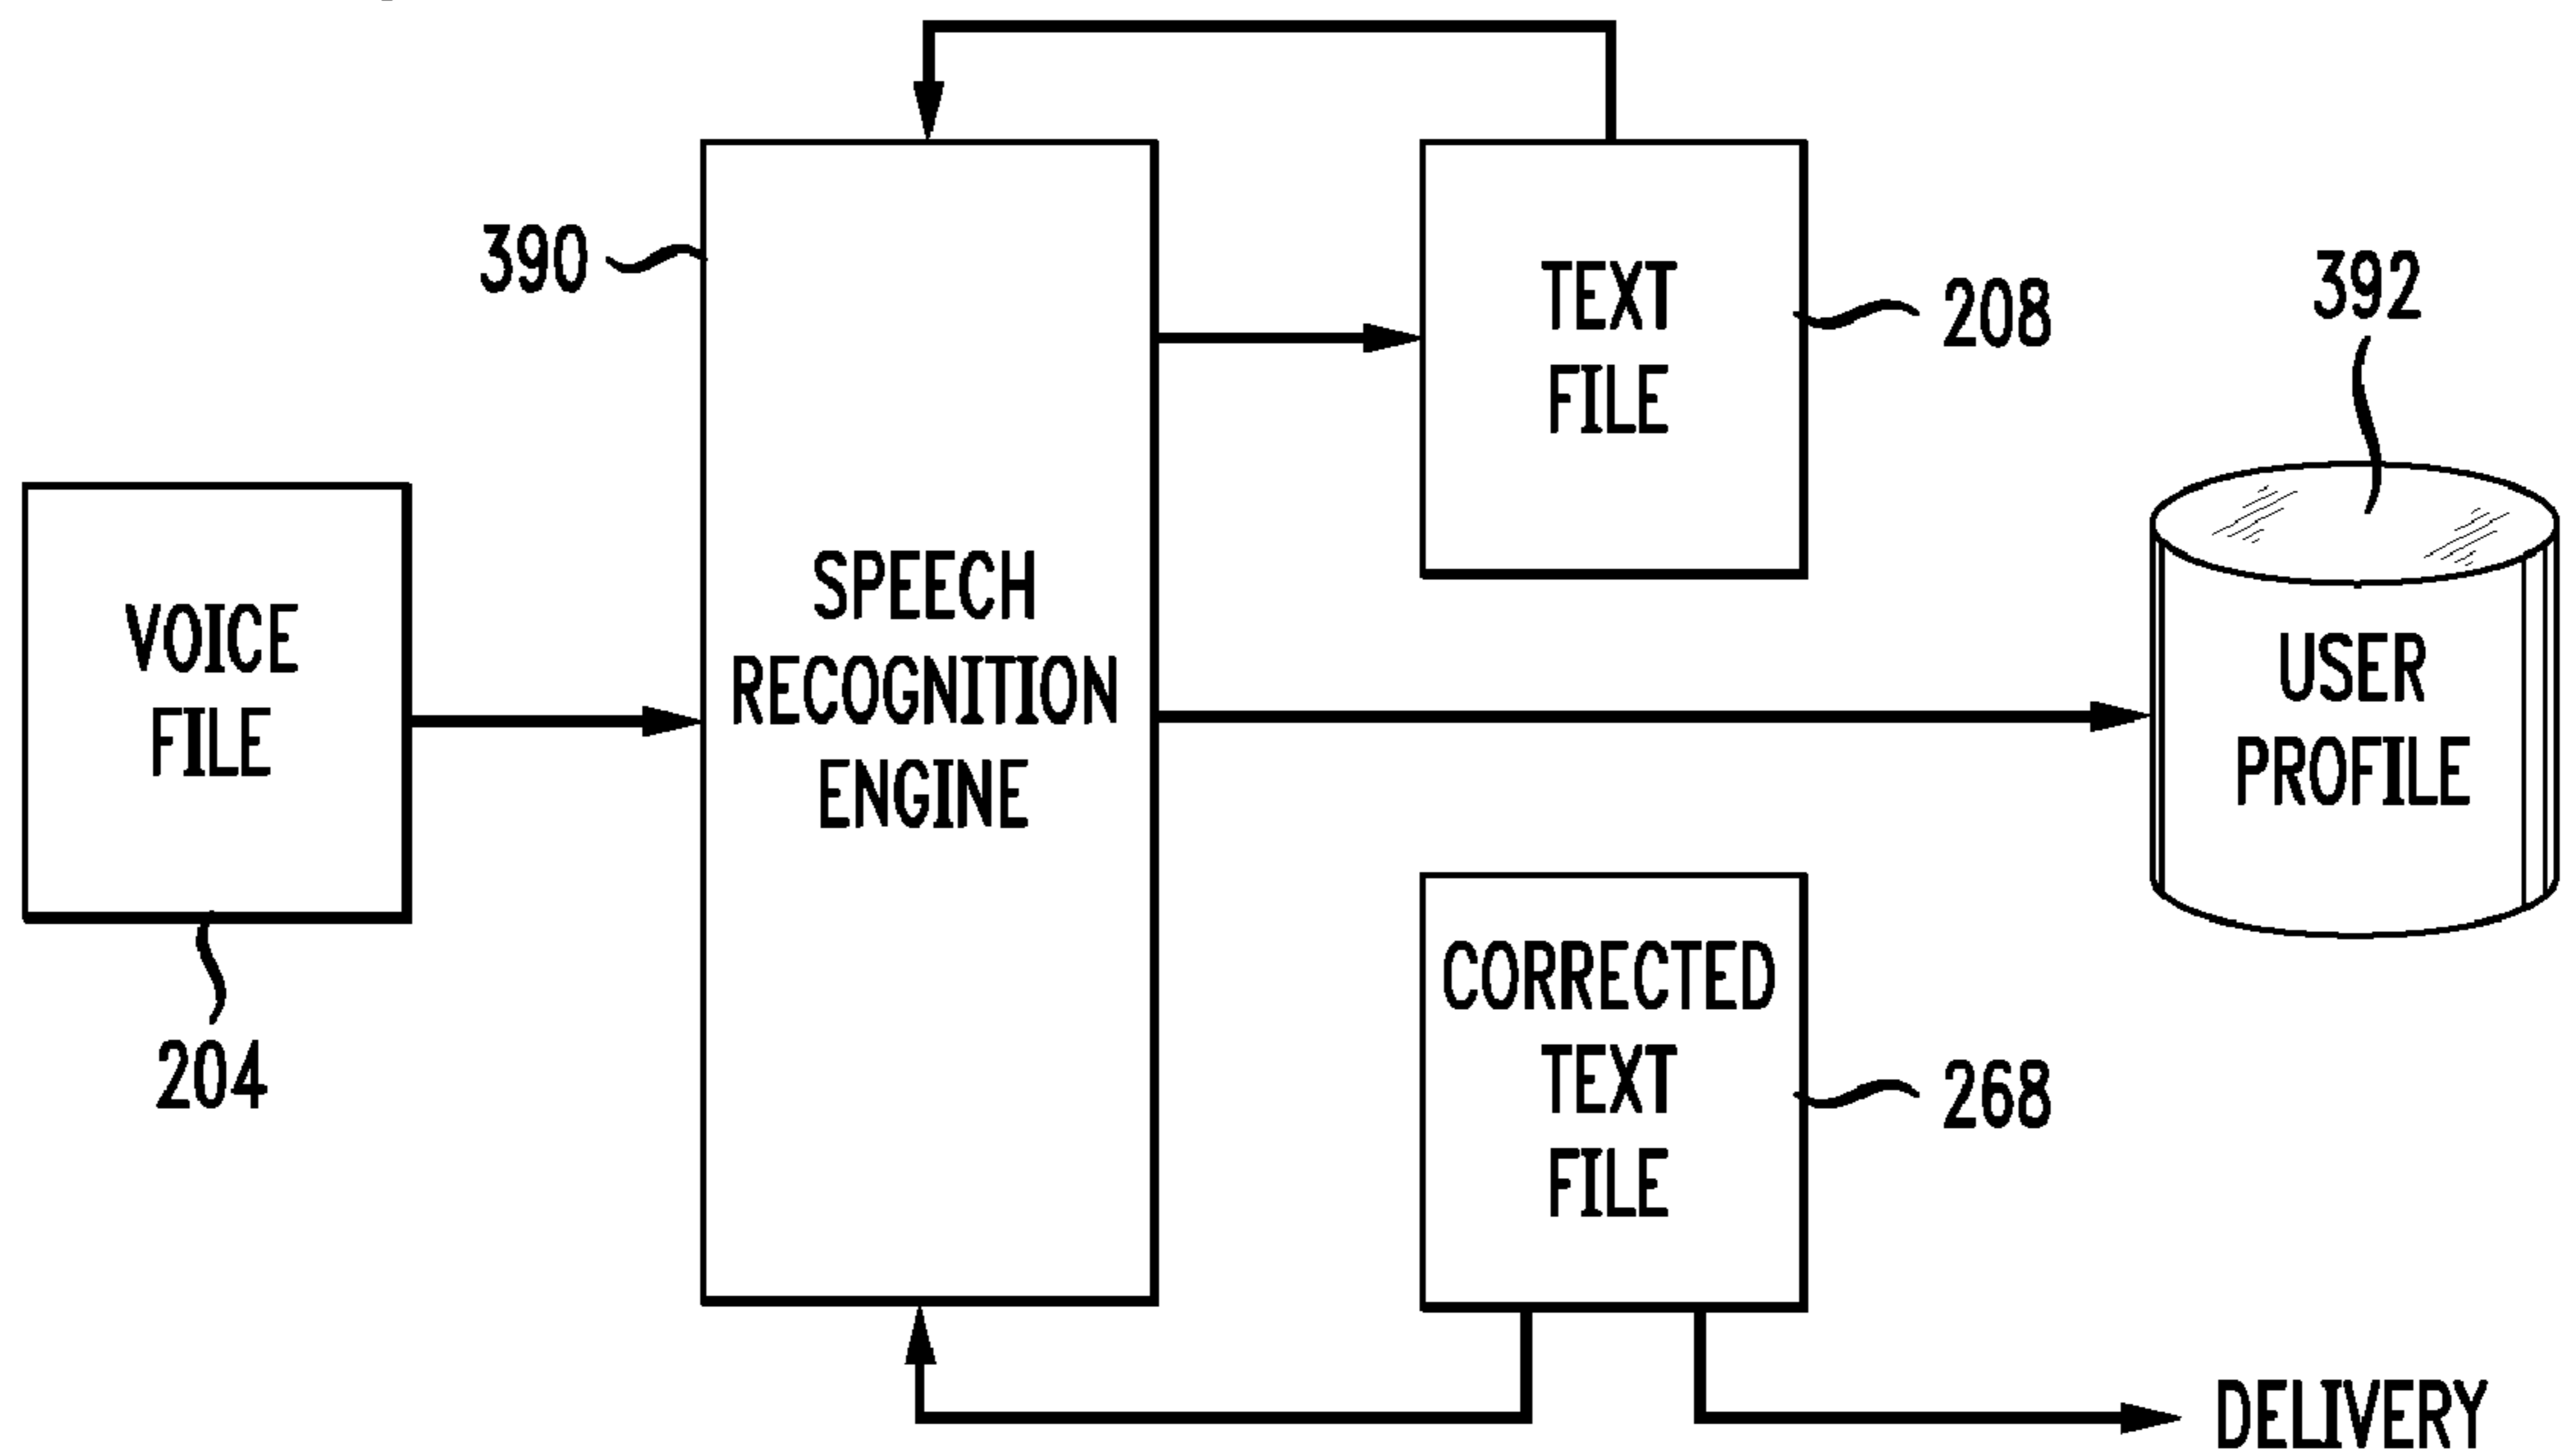 390
TEXT
FILE
208
392
VOICE
FILE
204
SPEECH
RECOGNITION
ENGINE
USER
PROFILE
CORRECTED
TEXT
FILE
268
DELIVERY